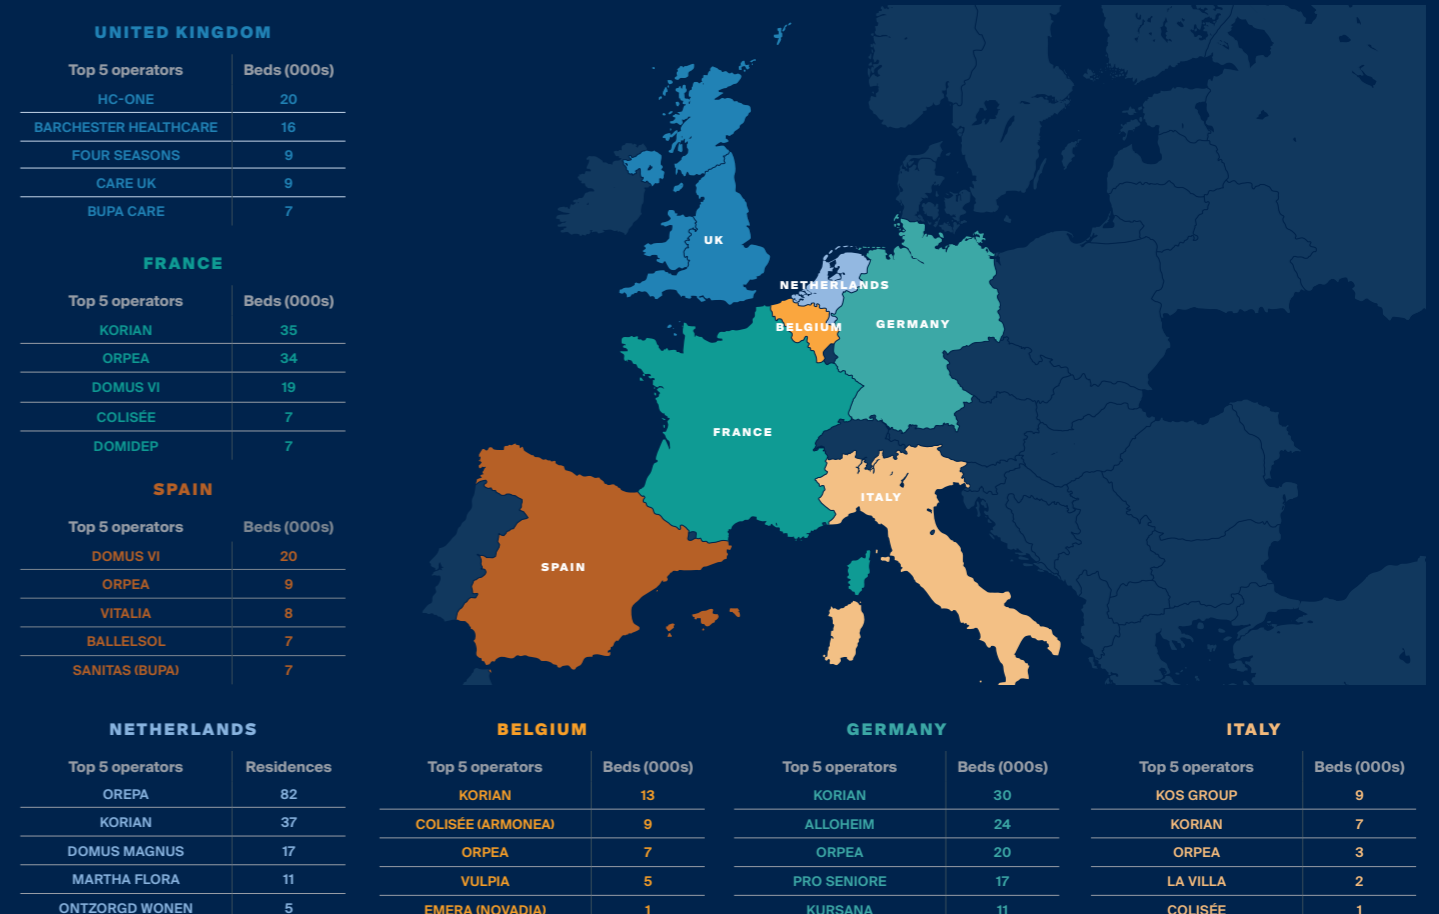 UNITED KINGDOM
Top 5 operators Beds (000s)
HC-ONE 20
BARCHESTER HEALTHCARE 16
FOUR SEASONS 9
CARE UK 9
BUPA CARE 7
FRANCE
Top 5 operators Beds (000s)
KORIAN 35
ORPEA 34
DOMUS VI 19
COLISÉE 7
DOMIDEP 7
SPAIN
Top 5 operators Beds (000s)
DOMUS VI 20
ORPEA 9
VITALIA 8
BALLELSOL 7
SANITAS (BUPA) 7
UK
NETHERLANDS
BELGIUM
GERMANY
FRANCE
ITALY
SPAIN
NETHERLANDS
Top 5 operators Residences
OREPA 82
KORIAN 37
DOMUS MAGNUS 17
MARTHA FLORA 11
ONTZORGD WONEN 5
BELGIUM
Top 5 operators Beds (000s)
KORIAN 13
COLISÉE (ARMONEA) 9
ORPEA 7
VULPIA 5
EMERA (NOVADIA) 1
GERMANY
Top 5 operators Beds (000s)
KORIAN 30
ALLOHEIM 24
ORPEA 20
PRO SENIORE 17
KURSANA 11
ITALY
Top 5 operators Beds (000s)
KOS GROUP 9
KORIAN 7
ORPEA 3
LA VILLA 2
COLISÉE 1